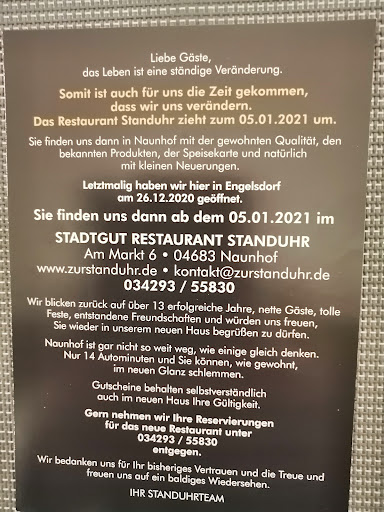 Liebe Gäste,
das Leben ist eine ständige Veränderung.
Somit ist auch für uns die Zeit gekommen,
dass wir uns verändern.
Das Restaurant Standuhr zieht zum 05.01.2021 um.
Sie finden uns dann in Naunhof mit der gewohnten Qualität, den
bekannten Produkten, der Speisekarte und natürlich
mit kleinen Neuerungen.
Letztmalig haben wir hier in Engelsdorf
am 26.12.2020 geöffnet.
Sie finden uns dann ab dem 05.01.2021 im
STADTGUT RESTAURANT STANDUHR
Am Markt 6 • 04683 Naunhof
www.zurstanduhr.de • kontakt@zurstanduhr.de
034293 / 55830
Wir blicken zurück auf über 13 erfolgreiche Jahre, nette Gäste, tolle
Feste, entstandene Freundschaften und würden uns freuen,
Sie wieder in unserem neuen Haus begrüßen zu dürfen.
Naunhof ist gar nicht so weit weg, wie einige gleich denken.
Nur 14 Autominuten und Sie können, wie gewohnt,
im neuen Glanz schlemmen.
Gutscheine behalten selbstverständlich
auch im neuen Haus Ihre Gültigkeit.
Gern nehmen wir Ihre Reservierungen
für das neue Restaurant unter
034293 / 55830
entgegen.
Wir bedanken uns für Ihr bisheriges Vertrauen und die Treue und
freuen uns auf ein baldiges Wiedersehen.
IHR STANDUHRTEAM